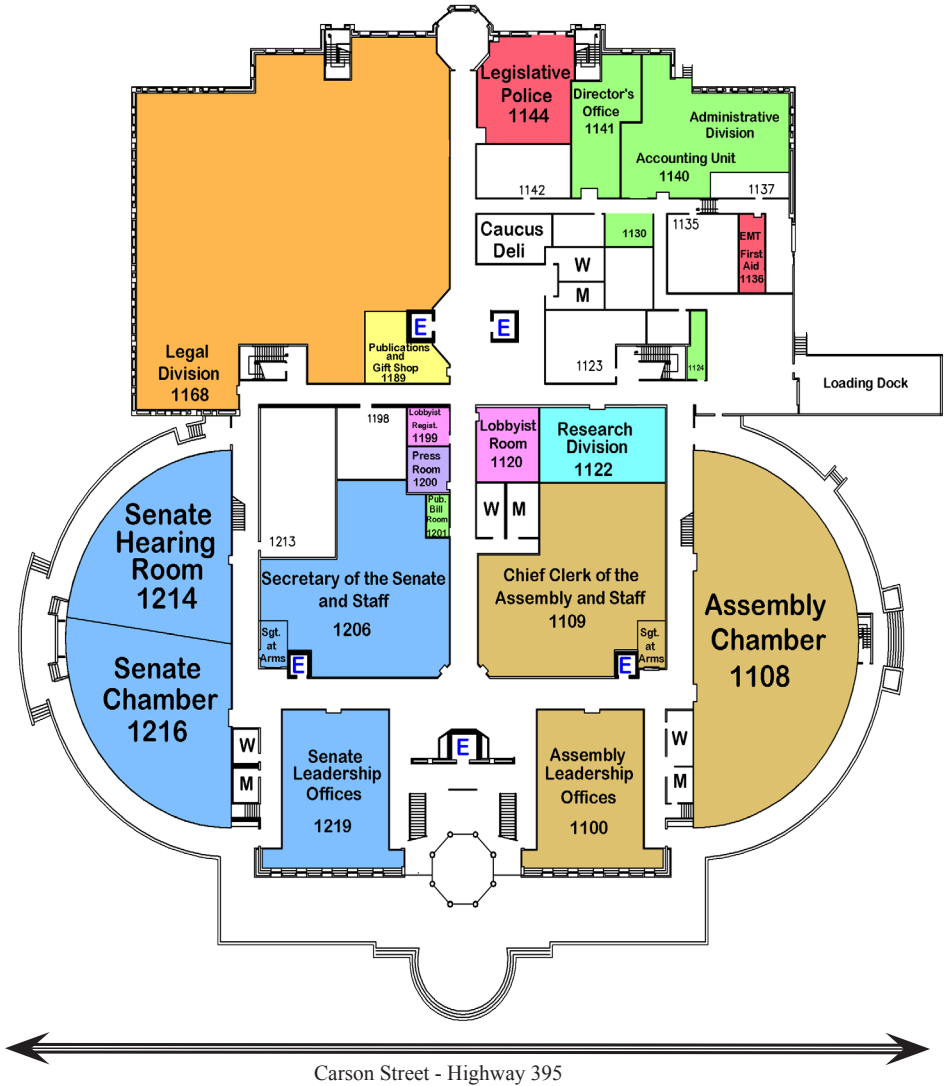 Legislative
Police
1144
Director's
Office
1141
Administrative
Division
Accounting Unit
1140
1142
1137
Caucus
Deli
1130
1135
EMT
First
Aid
1136
W
M
E
E
Publications
and
Gift Shop
1189
Legal
Division
1168
1123
1124
Loading Dock
1198
Lobbyist
Regist.
1199
Press
Room
1200
Lobbyist
Room
1120
Research
Division
1122
Pub.
Bill
Room
1201
W M
1213
Senate
Hearing
Room
1214
Secretary of the Senate
and Staff
1206
Chief Clerk of the
Assembly and Staff
1109
Assembly
Chamber
1108
Sgt.
at
Arms
E
Sgt.
at
Arms
E
Senate
Chamber
1216
W
M
Senate
Leadership
Offices
1219
E
Assembly
Leadership
Offices
1100
W
M
Carson Street - Highway 395